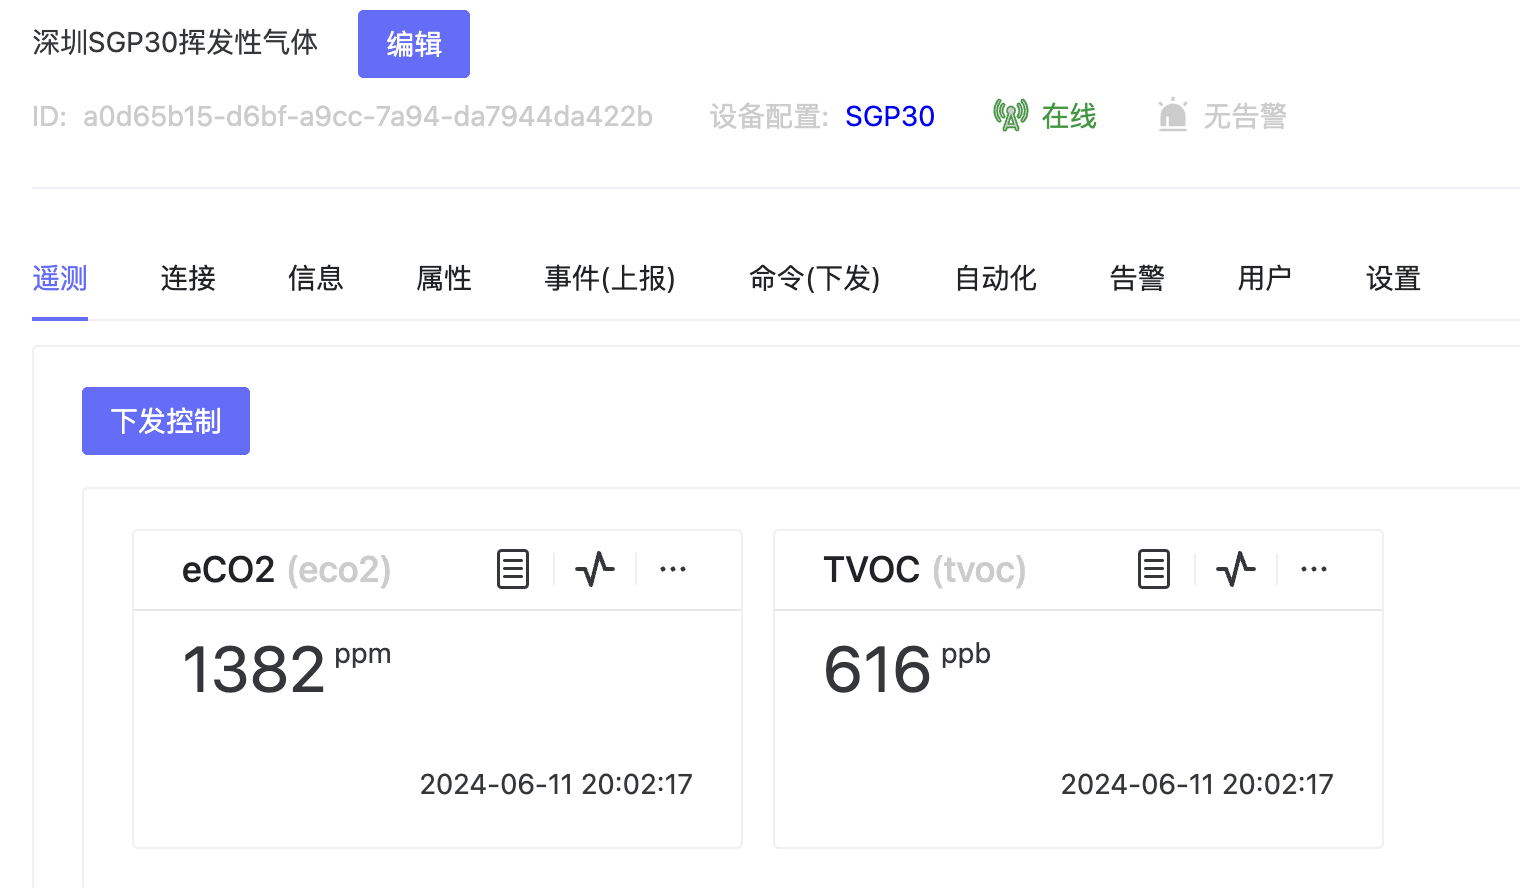 深圳SGP30挥发性气体 编辑
ID: a0d65b15-d6bf-a9cc-7a94-da7944da422b 设备配置: SGP30 在线 无告警
遥测 连接 信息 属性 事件(上报) 命令(下发) 自动化 告警 用户 设置
下发控制
eCO2 (eco2) ···
1382 ppm
2024-06-11 20:02:17
TVOC (tvoc) ···
616 ppb
2024-06-11 20:02:17